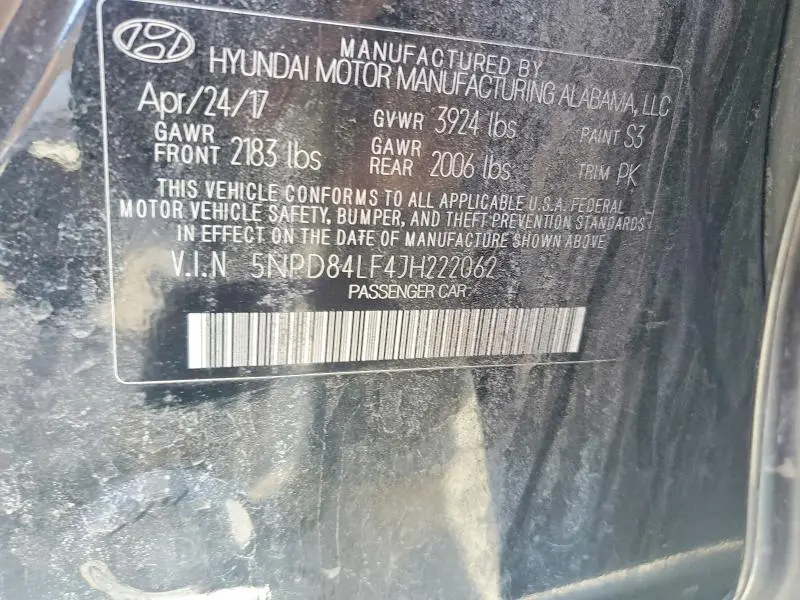 MANUFACTURED BY
HYUNDAI MOTOR MANUFACTURING ALABAMA, LLC
Apr/24/17 GVWR 3924 lbs PAINT S3
GAWR FRONT 2183 lbs GAWR REAR 2006 lbs TRIM PK
THIS VEHICLE CONFORMS TO ALL APPLICABLE U.S.A. FEDERAL
MOTOR VEHICLE SAFETY, BUMPER, AND THEFT PREVENTION STANDARDS
IN EFFECT ON THE DATE OF MANUFACTURE SHOWN ABOVE
V.I.N 5NPD84LF4JH222062
PASSENGER CAR